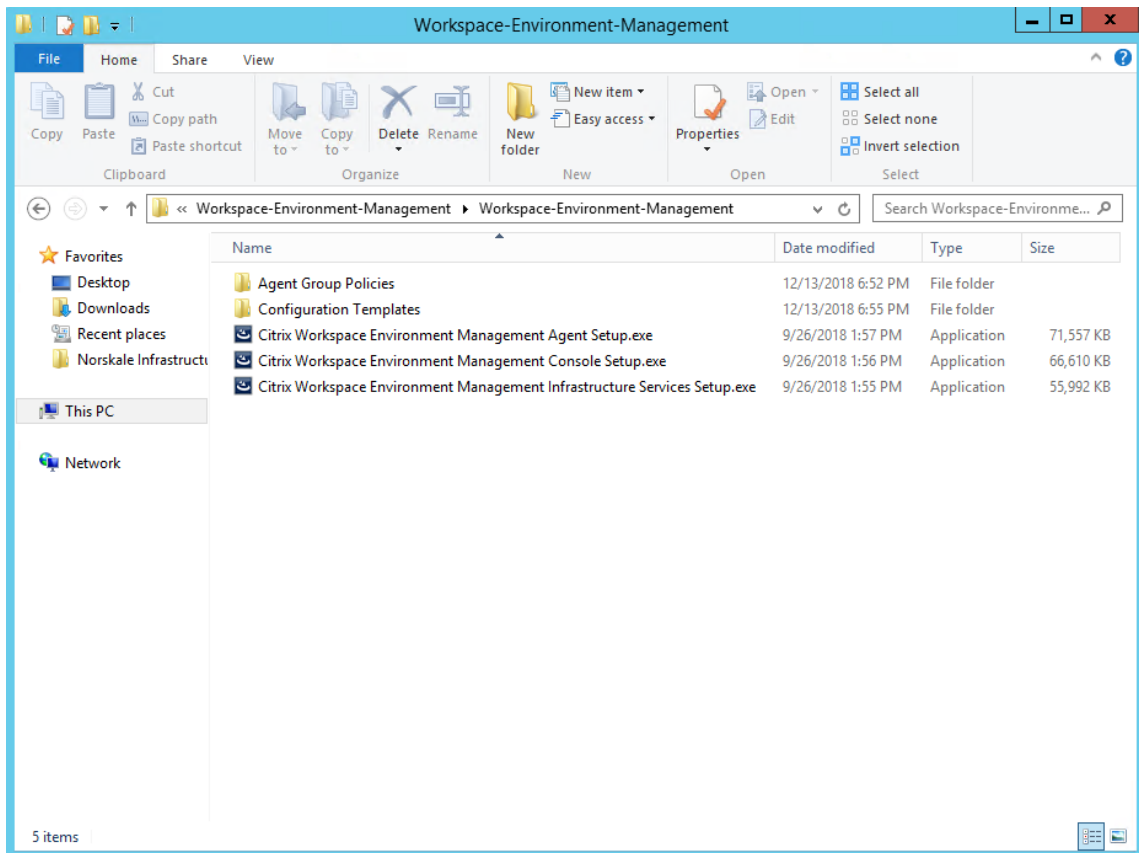 Workspace-Environment-Management
File Home Share View
Copy
Paste
Cut
Copy path
Paste shortcut
Clipboard
Move to
Copy to
Delete
Rename
Organize
New folder
New item
Easy access
New
Properties
Open
Edit
Open
Select all
Select none
Invert selection
Select
« Workspace-Environment-Management Workspace-Environment-Management
Search Workspace-Environme...
Favorites
Desktop
Downloads
Recent places
Norskale Infrastructu
This PC
Network
Name Date modified Type Size
Agent Group Policies 12/13/2018 6:52 PM File folder
Configuration Templates 12/13/2018 6:55 PM File folder
Citrix Workspace Environment Management Agent Setup.exe 9/26/2018 1:57 PM Application 71,557 KB
Citrix Workspace Environment Management Console Setup.exe 9/26/2018 1:56 PM Application 66,610 KB
Citrix Workspace Environment Management Infrastructure Services Setup.exe 9/26/2018 1:55 PM Application 55,992 KB
5 items